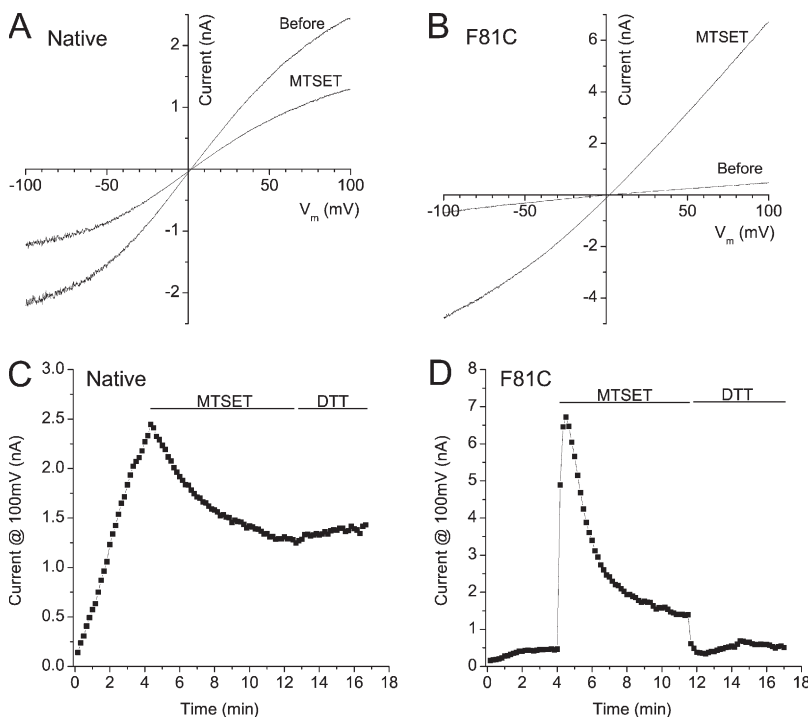 A Native
Current (nA)
2
1
-1
-2
-100 -50 50 100
Vm (mV)
Before
MTSET
B F81C
Current (nA)
6
4
2
-2
-4
-100 -50 50 100
Vm (mV)
MTSET
Before
C Native
MTSET DTT
Current @ 100mV (nA)
3.0
2.5
2.0
1.5
1.0
0.5
0.0
0 2 4 6 8 10 12 14 16 18
Time (min)
D F81C
MTSET DTT
Current @ 100mV (nA)
8
7
6
5
4
3
2
1
0
0 2 4 6 8 10 12 14 16 18
Time (min)